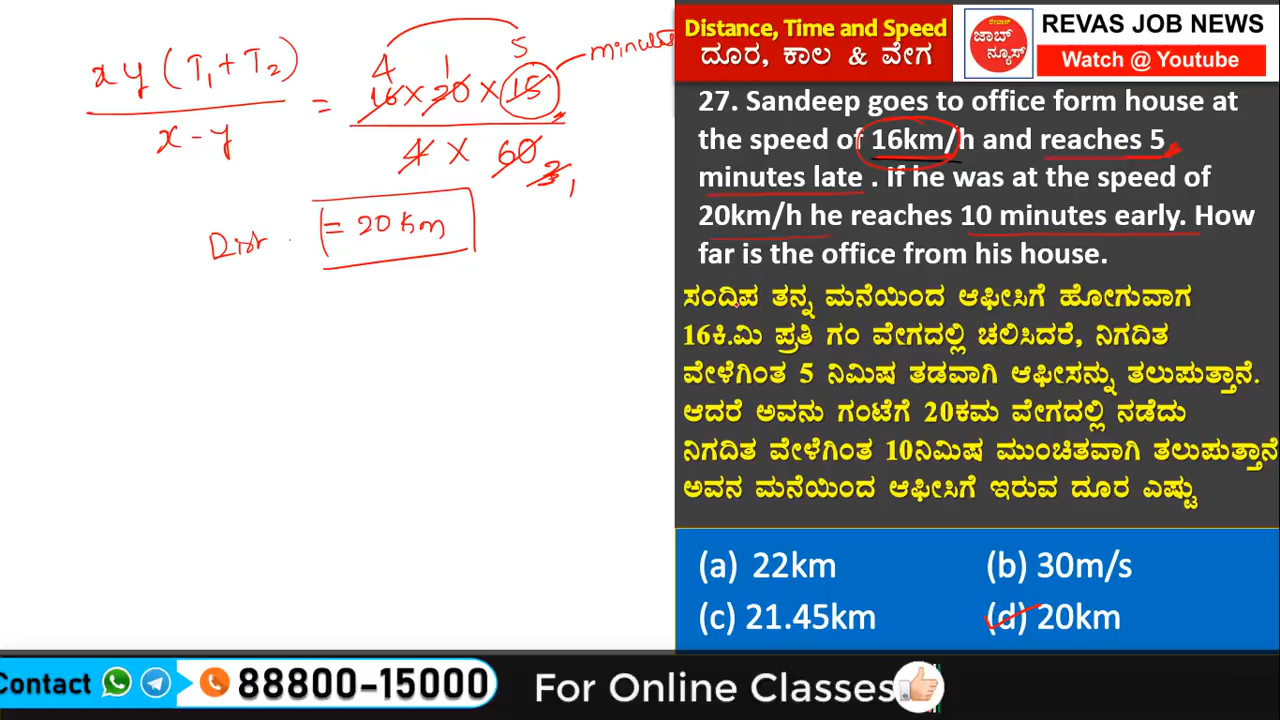 xy (T₁ + T₂)
x - y
=
4 1 5
16 × 20 × 15
minutes
4 × 60
3 1
Dist
= 20 Km
Distance, Time and Speed
ದೂರ, ಕಾಲ & ವೇಗ
ರೇವಾಸ್
ಜಾಬ್
ನ್ಯೂಸ್
REVAS JOB NEWS
Watch @ Youtube
27. Sandeep goes to office form house at
the speed of 16km/h and reaches 5
minutes late . If he was at the speed of
20km/h he reaches 10 minutes early. How
far is the office from his house.
ಸಂದಿಪ ತನ್ನ ಮನೆಯಿಂದ ಆಫೀಸಿಗೆ ಹೋಗುವಾಗ
16ಕಿ.ಮಿ ಪ್ರತಿ ಗಂ ವೇಗದಲ್ಲಿ ಚಲಿಸಿದರೆ, ನಿಗದಿತ
ವೇಳೆಗಿಂತ 5 ನಿಮಿಷ ತಡವಾಗಿ ಆಫೀಸನ್ನು ತಲುಪುತ್ತಾನೆ.
ಆದರೆ ಅವನು ಗಂಟೆಗೆ 20ಕಮ ವೇಗದಲ್ಲಿ ನಡೆದು
ನಿಗದಿತ ವೇಳೆಗಿಂತ 10ನಿಮಿಷ ಮುಂಚಿತವಾಗಿ ತಲುಪುತ್ತಾನೆ
ಅವನ ಮನೆಯಿಂದ ಆಫೀಸಿಗೆ ಇರುವ ದೂರ ಎಷ್ಟು
(a) 22km (b) 30m/s
(c) 21.45km (d) 20km
Contact 88800-15000 For Online Classes